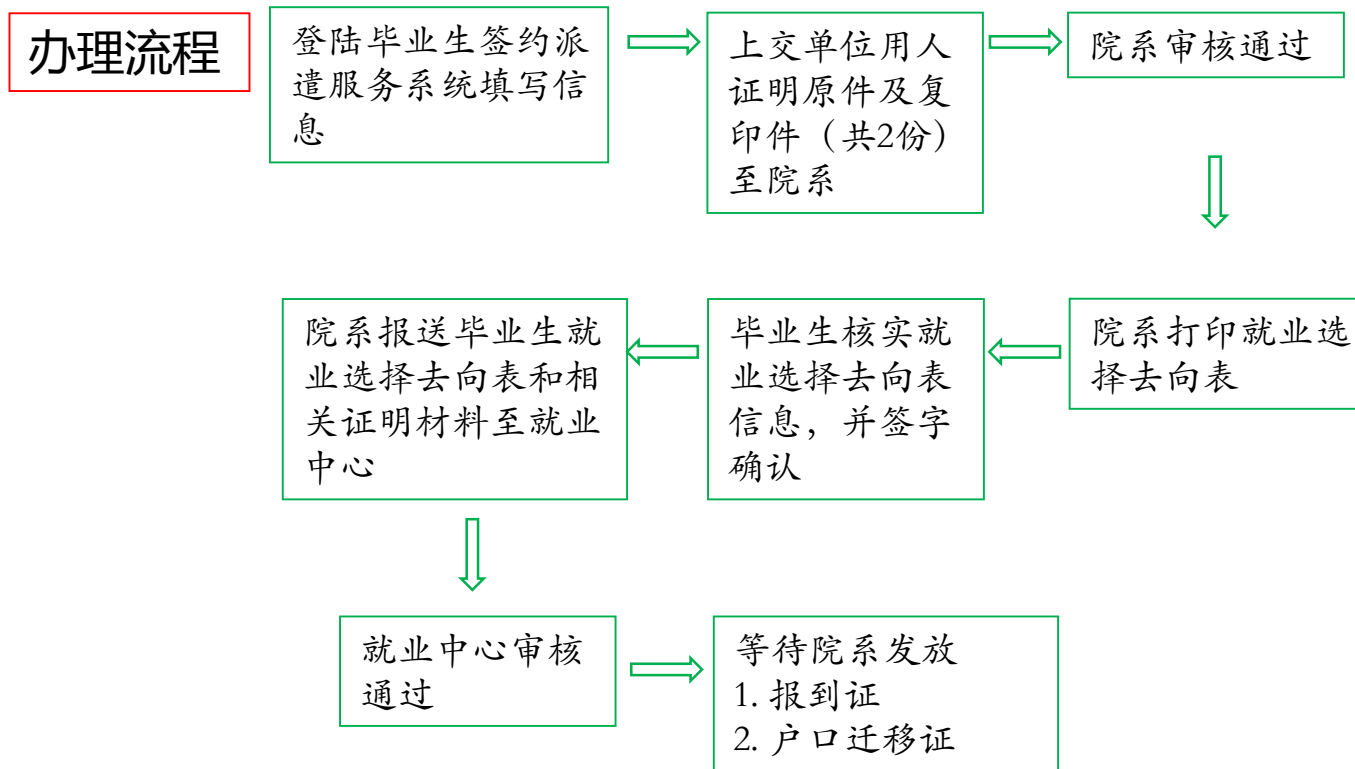 办理流程
登陆毕业生签约派
遣服务系统填写信
息
上交单位用人
证明原件及复
印件（共2份）
至院系
院系审核通过
院系打印就业选
择去向表
毕业生核实就
业选择去向表
信息，并签字
确认
院系报送毕业生就
业选择去向表和相
关证明材料至就业
中心
就业中心审核
通过
等待院系发放
1. 报到证
2. 户口迁移证